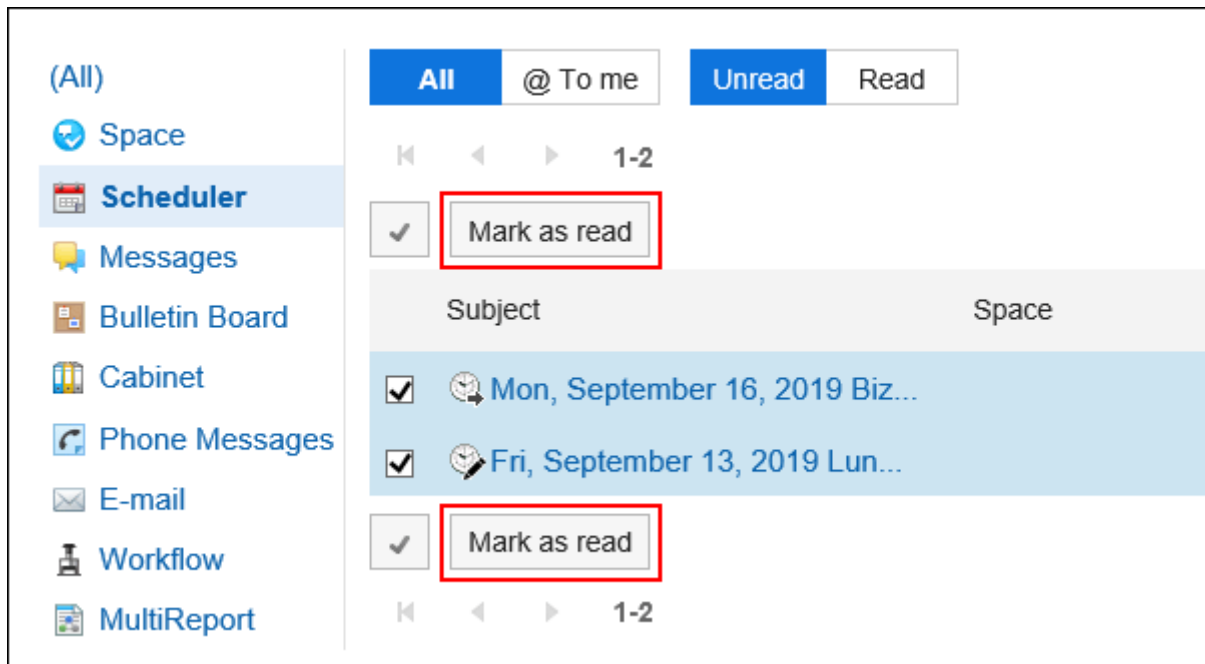 (All)
Space
Scheduler
Messages
Bulletin Board
Cabinet
Phone Messages
E-mail
Workflow
MultiReport
All @ To me Unread Read
1-2
Mark as read
Subject Space
Mon, September 16, 2019 Biz...
Fri, September 13, 2019 Lun...
Mark as read
1-2